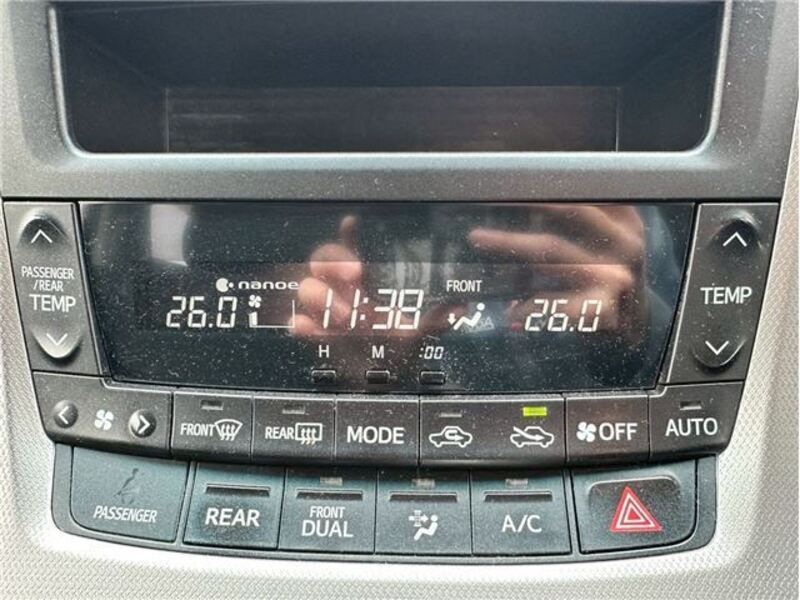 PASSENGER
/REAR
TEMP
nanoe
26.0
11:38
FRONT
26.0
TEMP
H M :00
FRONT
REAR
MODE
OFF
AUTO
PASSENGER
REAR
FRONT
DUAL
A/C